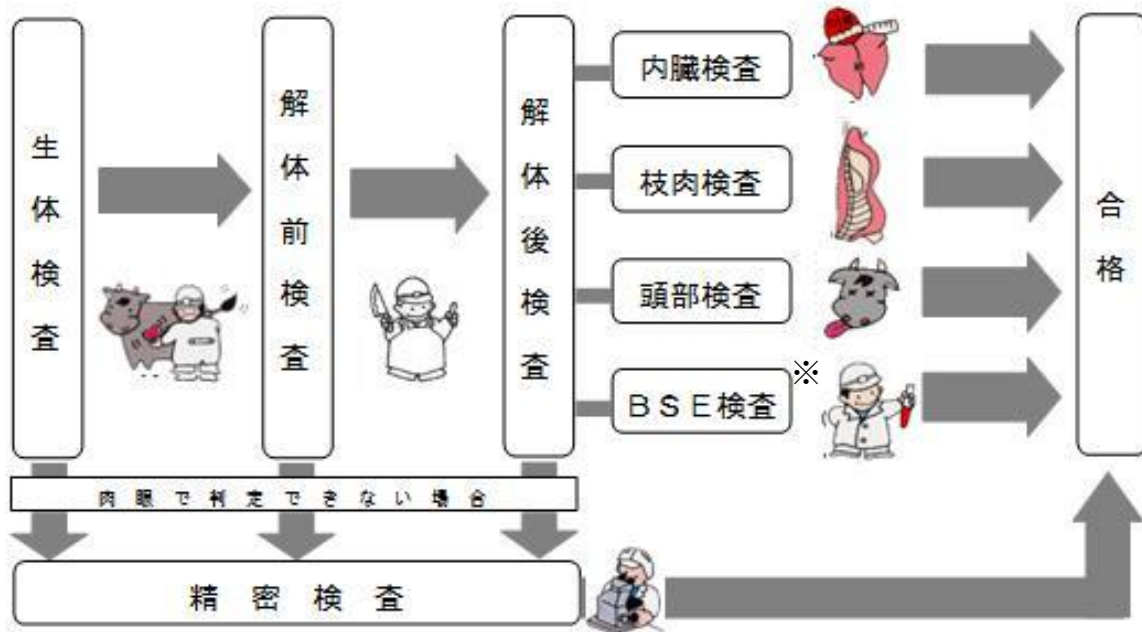 生体検査
解体前検査
解体後検査
内臓検査
枝肉検査
頭部検査
BSE検査※
合格
肉眼で判定できない場合
精密検査